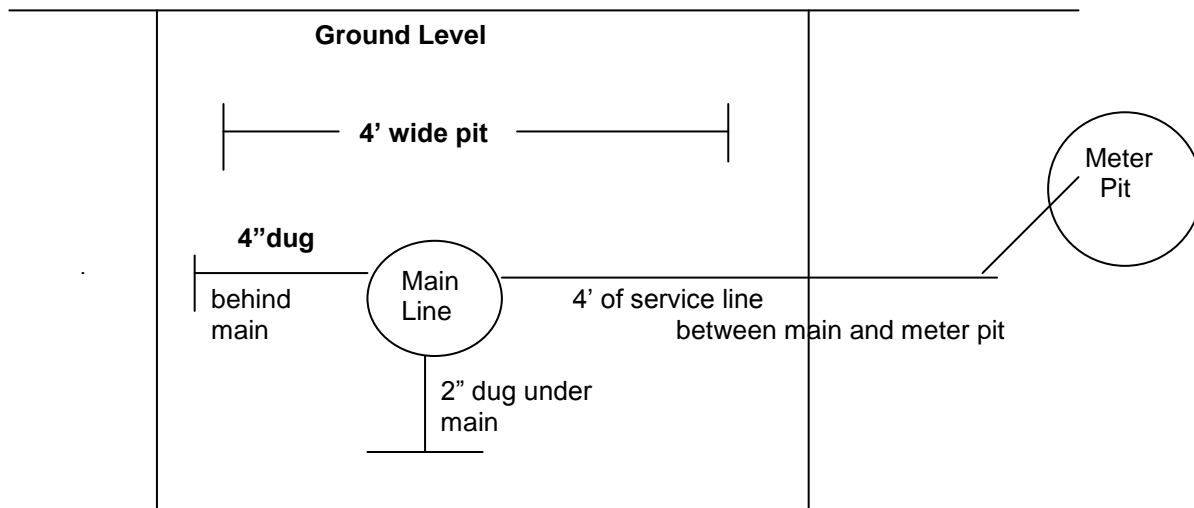 Ground Level
4’ wide pit
Meter
Pit
4”dug
Main
Line
behind
main
4’ of service line
between main and meter pit
2” dug under
main